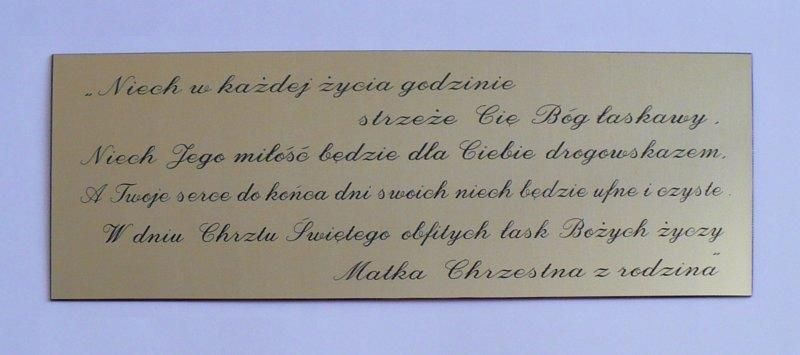 „Niech w każdej życia godzinie
strzeże Cię Bóg łaskawy.
Niech Jego miłość będzie dla Ciebie drogowskazem,
A Twoje serce do końca dni swoich niech będzie ufne i czyste.
W dniu Chrztu Świętego obfitych łask Bożych życzy
Matka Chrzestna z rodzina"